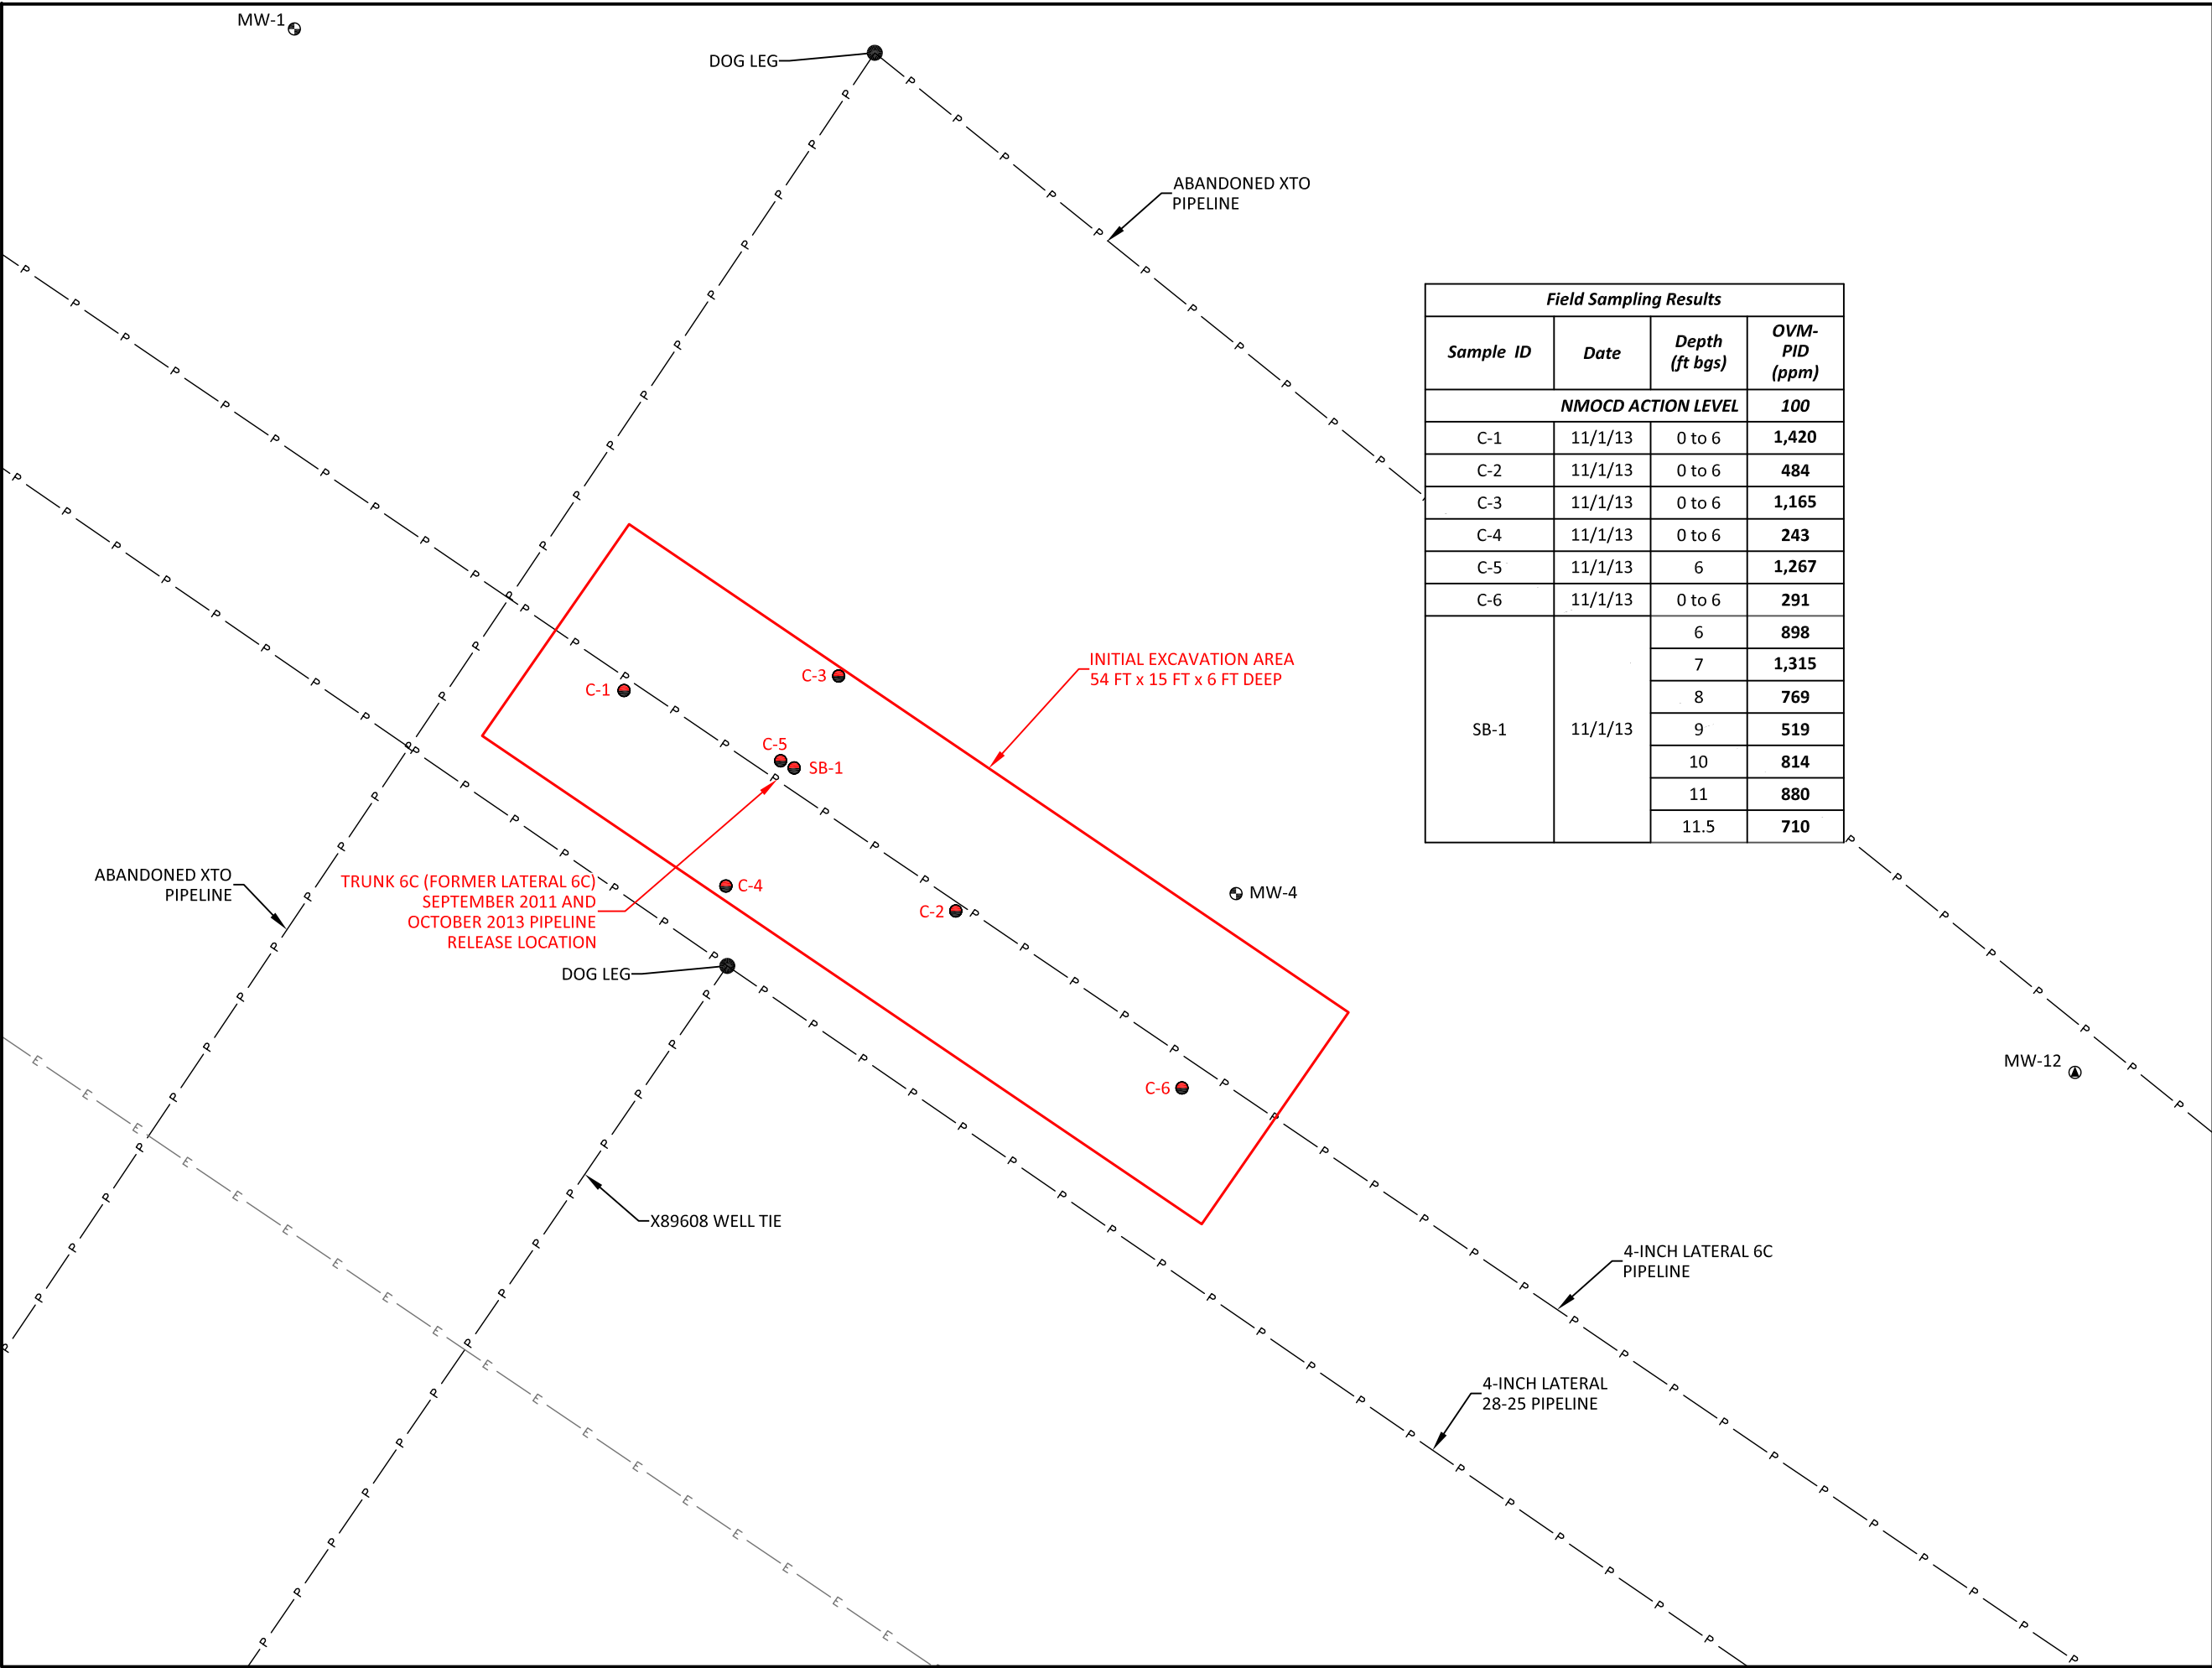 MW-1
DOG LEG
ABANDONED XTO
PIPELINE
Field Sampling Results
Sample ID Date Depth (ft bgs) OVM-PID (ppm)
NMOCD ACTION LEVEL 100
C-1 11/1/13 0 to 6 1,420
C-2 11/1/13 0 to 6 484
C-3 11/1/13 0 to 6 1,165
C-4 11/1/13 0 to 6 243
C-5 11/1/13 6 1,267
C-6 11/1/13 0 to 6 291
SB-1 11/1/13 6 898
7 1,315
8 769
9 519
10 814
11 880
11.5 710
INITIAL EXCAVATION AREA
54 FT x 15 FT x 6 FT DEEP
C-3
C-1
C-5
SB-1
ABANDONED XTO
PIPELINE
TRUNK 6C (FORMER LATERAL 6C)
SEPTEMBER 2011 AND
OCTOBER 2013 PIPELINE
RELEASE LOCATION
C-4
C-2
MW-4
DOG LEG
MW-12
C-6
X89608 WELL TIE
4-INCH LATERAL 6C
PIPELINE
4-INCH LATERAL
28-25 PIPELINE